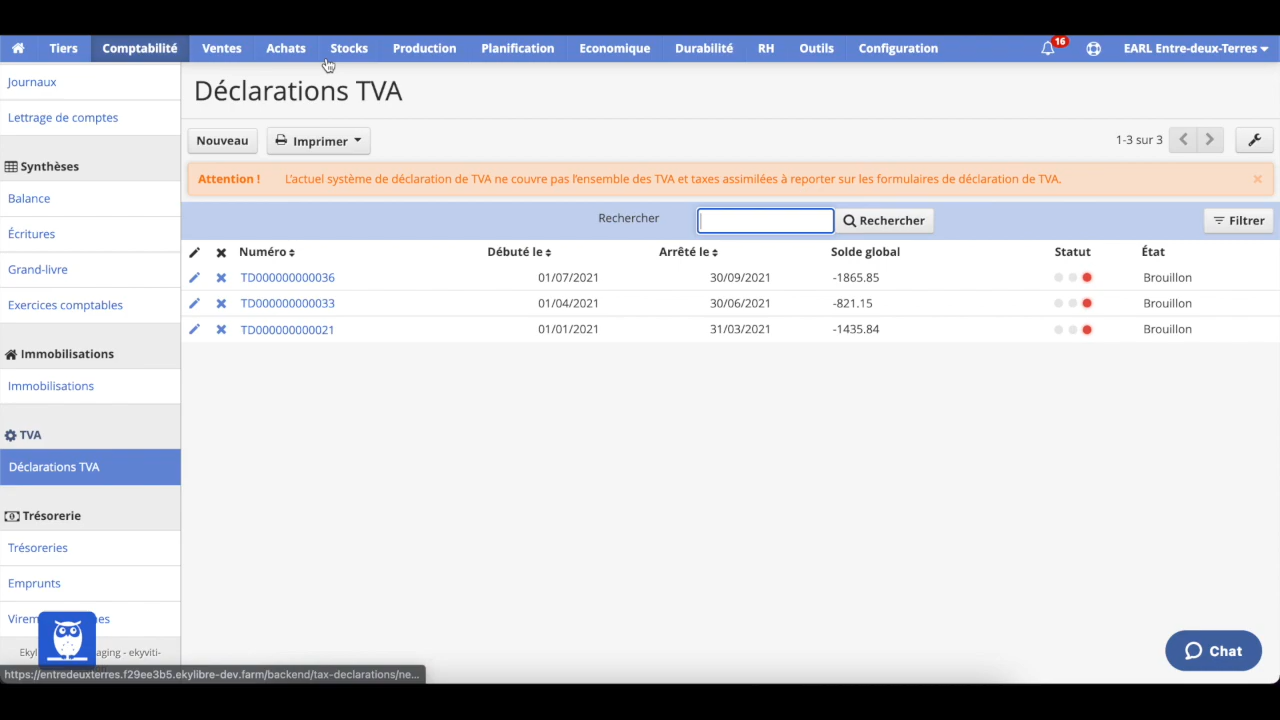 Tiers Comptabilité Ventes Achats Stocks Production Planification Economique Durabilité RH Outils Configuration 16 EARL Entre-deux-Terres
Journaux
Lettrage de comptes
Synthèses
Balance
Écritures
Grand-livre
Exercices comptables
Immobilisations
Immobilisations
TVA
Déclarations TVA
Trésorerie
Trésoreries
Emprunts
Déclarations TVA
Nouveau Imprimer 1-3 sur 3
Attention ! L'actuel système de déclaration de TVA ne couvre pas l'ensemble des TVA et taxes assimilées à reporter sur les formulaires de déclaration de TVA.
Rechercher Rechercher Filtrer
Numéro Débuté le Arrêté le Solde global Statut État
TD000000000036 01/07/2021 30/09/2021 -1865.85 Brouillon
TD000000000033 01/04/2021 30/06/2021 -821.15 Brouillon
TD000000000021 01/01/2021 31/03/2021 -1435.84 Brouillon
Chat
https://entredeuxterres.f29ee3b5.ekylibre-dev.farm/backend/tax-declarations/ne...